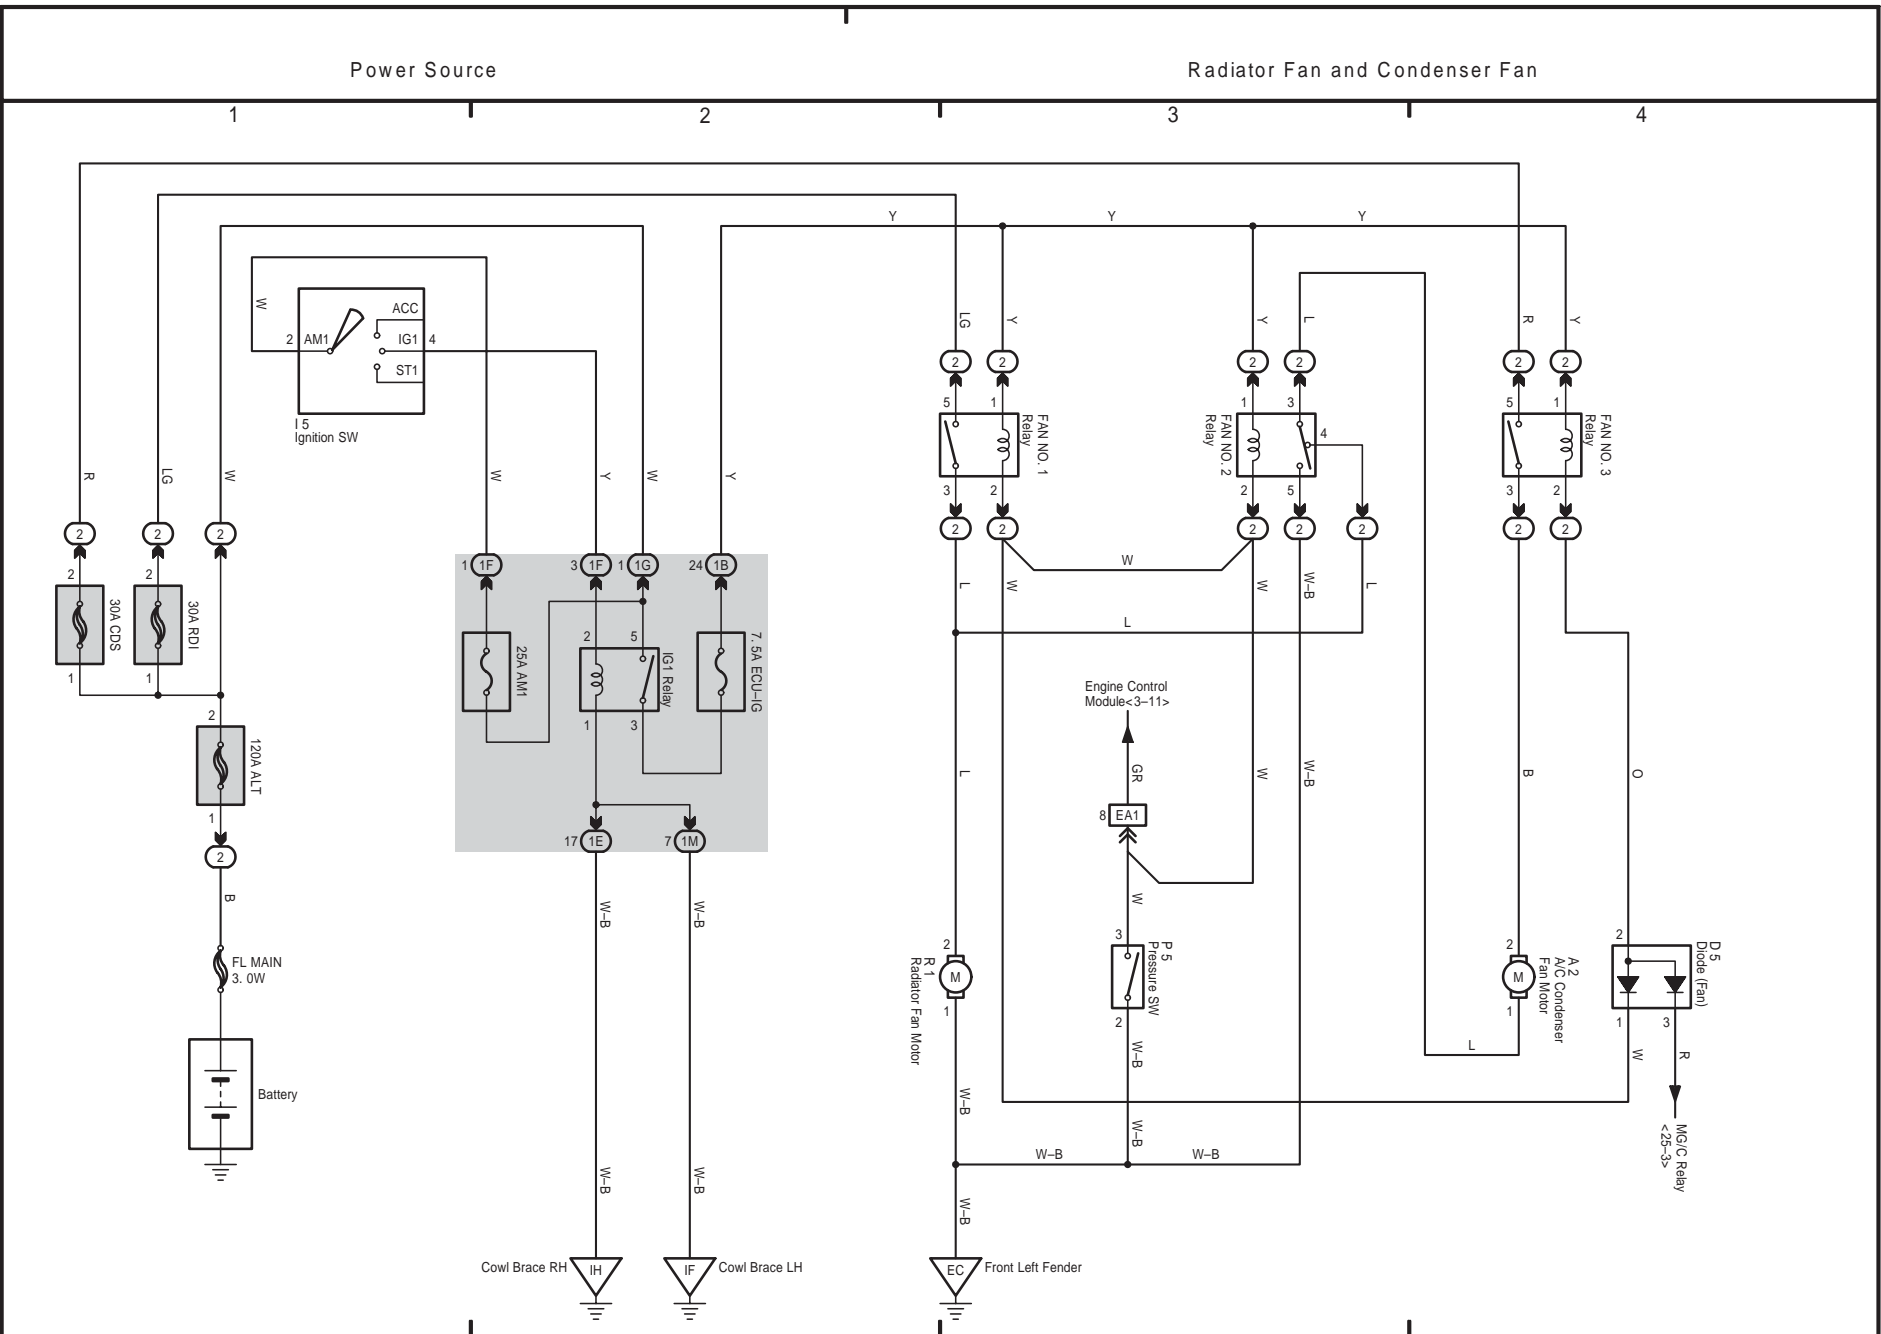 Power Source
Radiator Fan and Condenser Fan
1
2
3
4
Y
Y
Y
W
ACC
2
AM1
IG1
4
ST1
I 5
Ignition SW
LG
Y
Y
L
R
Y
2
2
2
2
2
2
5
1
1
3
5
1
FAN NO. 1
Relay
FAN NO. 2
Relay
4
FAN NO. 3
Relay
3
2
2
5
3
2
2
2
2
2
2
2
2
R
LG
W
W
Y
W
Y
2
2
2
2
2
30A CDS
30A RDI
1
1
1
1F
3
1F
1
1G
24
1B
W
L
W
W
W–B
L
L
25A AM1
2
5
IG1 Relay
1
3
7. 5A ECU–IG
2
120A ALT
1
2
B
FL MAIN
3. 0W
Battery
17
1E
7
1M
W–B
W–B
W–B
W–B
Cowl Brace RH
IH
IF
Cowl Brace LH
Engine Control
Module<3–11>
GR
8
EA1
L
W
W–B
B
O
W
3
P 5
Pressure SW
2
2
M
1
R 1
Radiator Fan Motor
2
M
1
A 2
A/C Condenser
Fan Motor
2
D 5
Diode (Fan)
1
3
L
W
R
MG/C Relay
<25–3>
W–B
W–B
W–B
W–B
W–B
W–B
EC
Front Left Fender